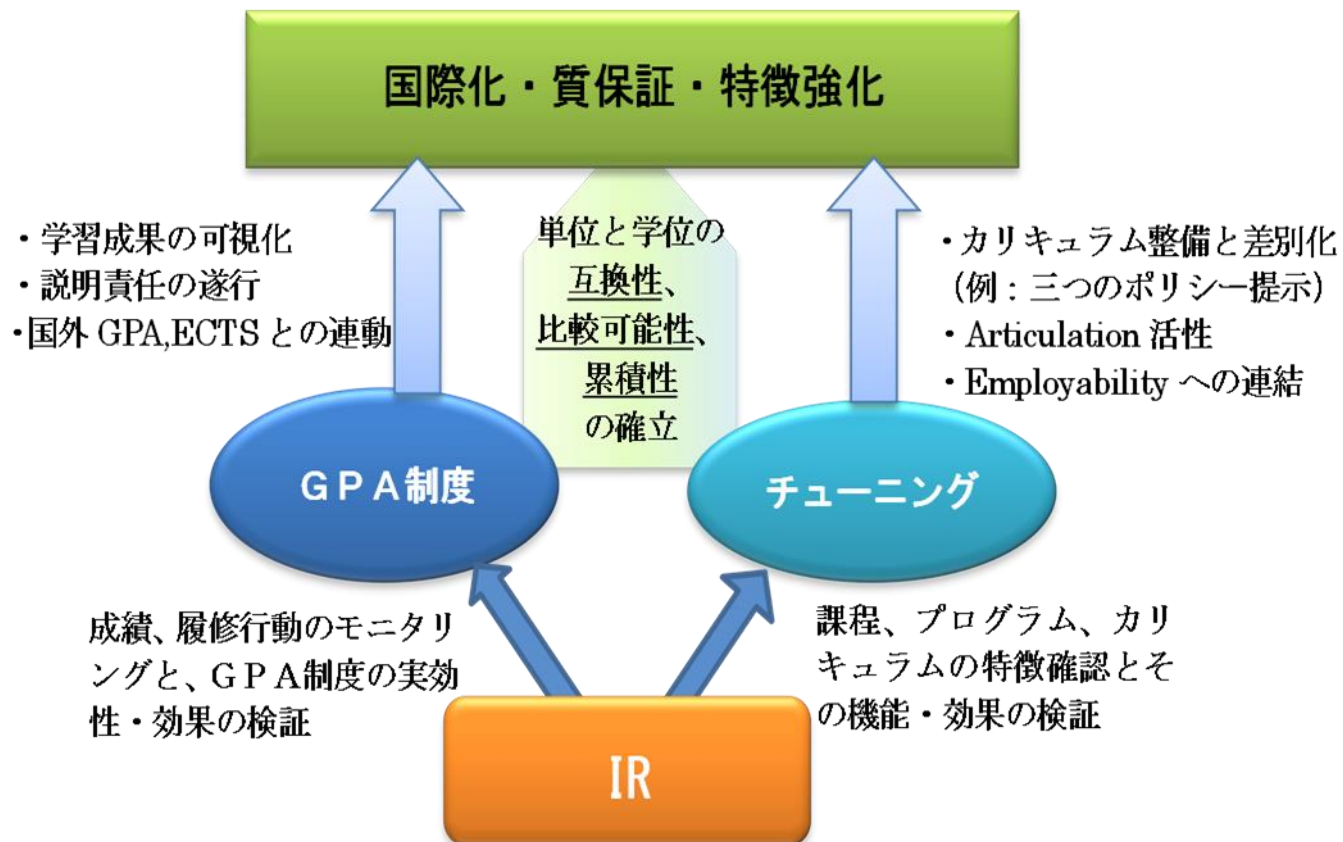 国際化・質保証・特徴強化
・学習成果の可視化
・説明責任の遂行
・国外 GPA,ECTS との連動
単位と学位の
互換性、
比較可能性、
累積性
の確立
・カリキュラム整備と差別化
(例：三つのポリシー提示)
・Articulation 活性
・Employability への連結
ＧＰＡ制度
チューニング
成績、履修行動のモニタリ
ングと、ＧＰＡ制度の実効
性・効果の検証
課程、プログラム、カリ
キュラムの特徴確認とそ
の機能・効果の検証
IR